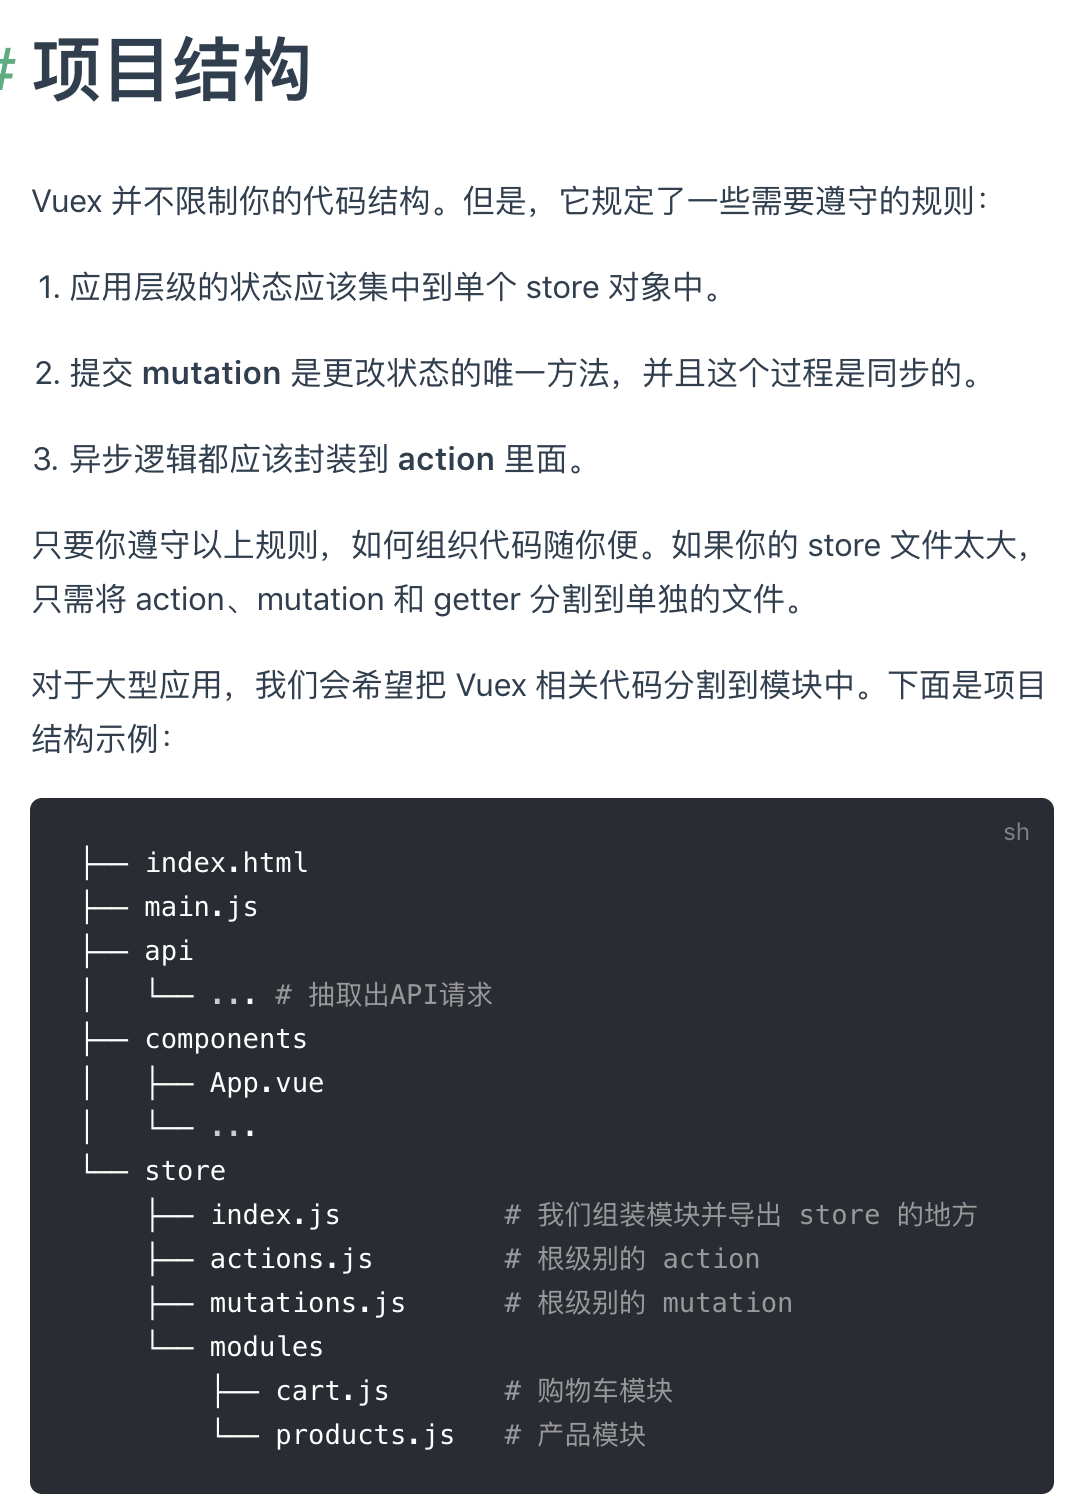 # 项目结构
Vuex 并不限制你的代码结构。但是，它规定了一些需要遵守的规则：
1. 应用层级的状态应该集中到单个 store 对象中。
2. 提交 mutation 是更改状态的唯一方法，并且这个过程是同步的。
3. 异步逻辑都应该封装到 action 里面。
只要你遵守以上规则，如何组织代码随你便。如果你的 store 文件太大，
只需将 action、mutation 和 getter 分割到单独的文件。
对于大型应用，我们会希望把 Vuex 相关代码分割到模块中。下面是项目
结构示例：
sh
├── index.html
├── main.js
├── api
│   └── ... # 抽取出API请求
├── components
│   ├── App.vue
│   └── ...
└── store
    ├── index.js          # 我们组装模块并导出 store 的地方
    ├── actions.js        # 根级别的 action
    ├── mutations.js      # 根级别的 mutation
    └── modules
        ├── cart.js       # 购物车模块
        └── products.js   # 产品模块